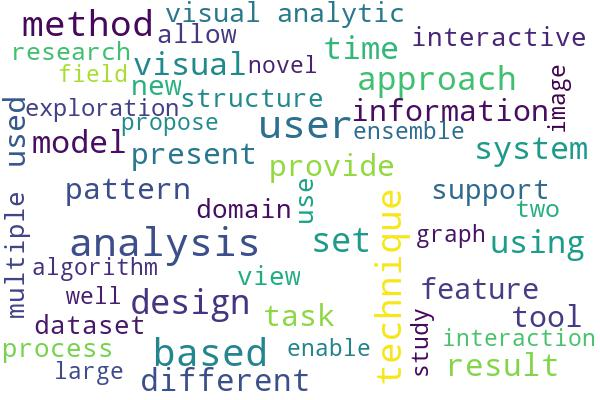 visual analytic
method
allow
interactive
research
time
visual
novel
field
approach
new
image
structure
exploration
information
used
propose
user
ensemble
model
present
system
provide
pattern
support
use
domain
two
technique
multiple
analysis
set
graph
using
algorithm
view
well
feature
design
task
tool
dataset
study
process
based
enable
interaction
result
large
different